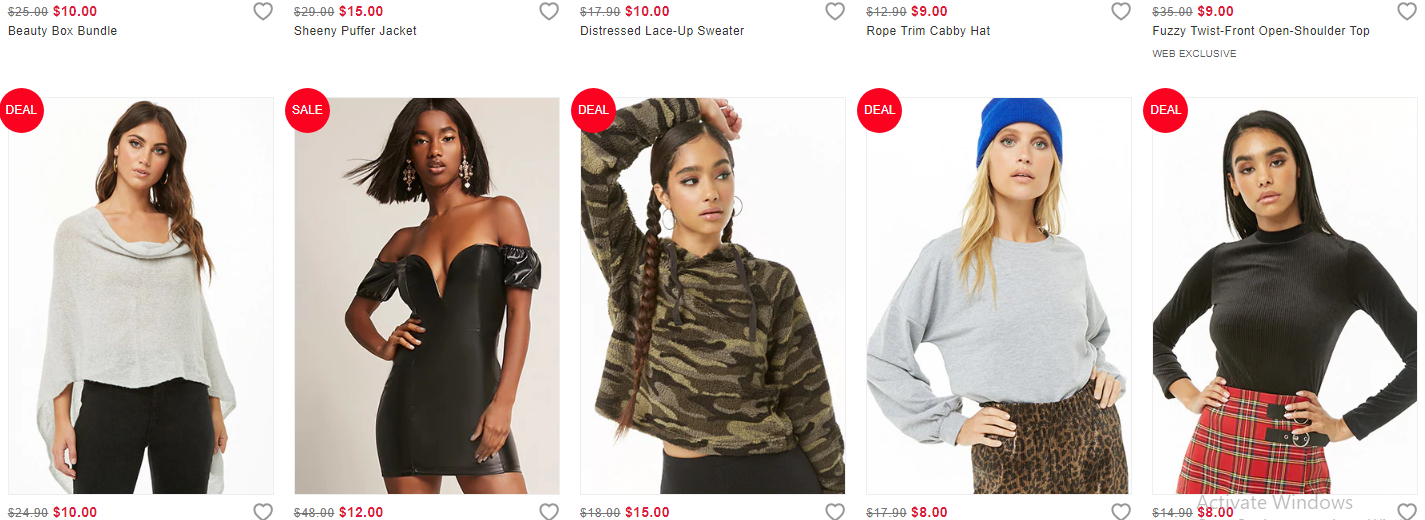 $25.00 $10.00
Beauty Box Bundle
$29.00 $15.00
Sheeny Puffer Jacket
$17.90 $10.00
Distressed Lace-Up Sweater
$12.90 $9.00
Rope Trim Cabby Hat
$35.00 $9.00
Fuzzy Twist-Front Open-Shoulder Top
WEB EXCLUSIVE
DEAL
SALE
DEAL
DEAL
DEAL
Activate Windows
$24.90 $10.00
$48.00 $12.00
$18.00 $15.00
$17.90 $8.00
$14.90 $8.00